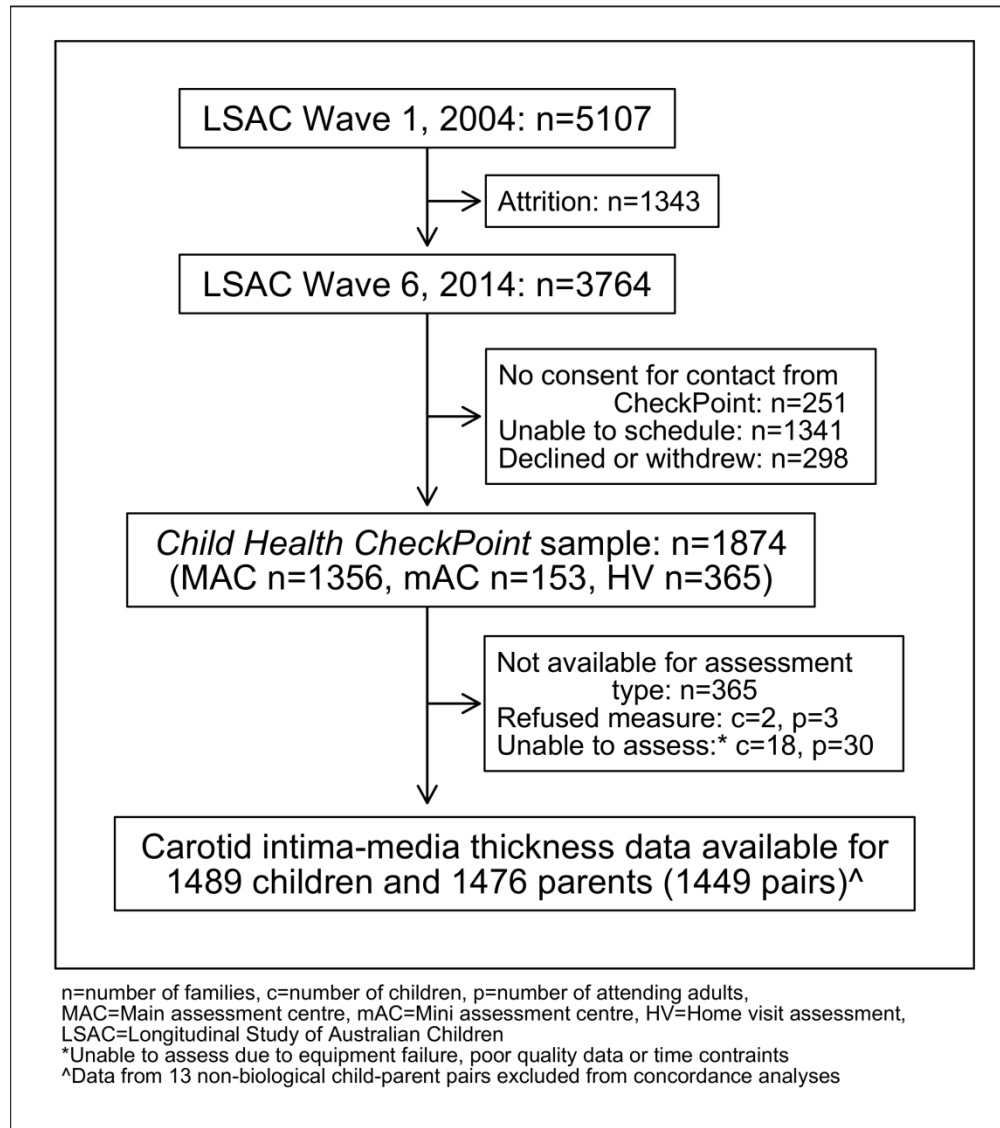 LSAC Wave 1, 2004: n=5107
Attrition: n=1343
LSAC Wave 6, 2014: n=3764
No consent for contact from
CheckPoint: n=251
Unable to schedule: n=1341
Declined or withdrew: n=298
Child Health CheckPoint sample: n=1874
(MAC n=1356, mAC n=153, HV n=365)
Not available for assessment
type: n=365
Refused measure: c=2, p=3
Unable to assess:* c=18, p=30
Carotid intima-media thickness data available for
1489 children and 1476 parents (1449 pairs)^
n=number of families, c=number of children, p=number of attending adults,
MAC=Main assessment centre, mAC=Mini assessment centre, HV=Home visit assessment,
LSAC=Longitudinal Study of Australian Children
*Unable to assess due to equipment failure, poor quality data or time contraints
^Data from 13 non-biological child-parent pairs excluded from concordance analyses